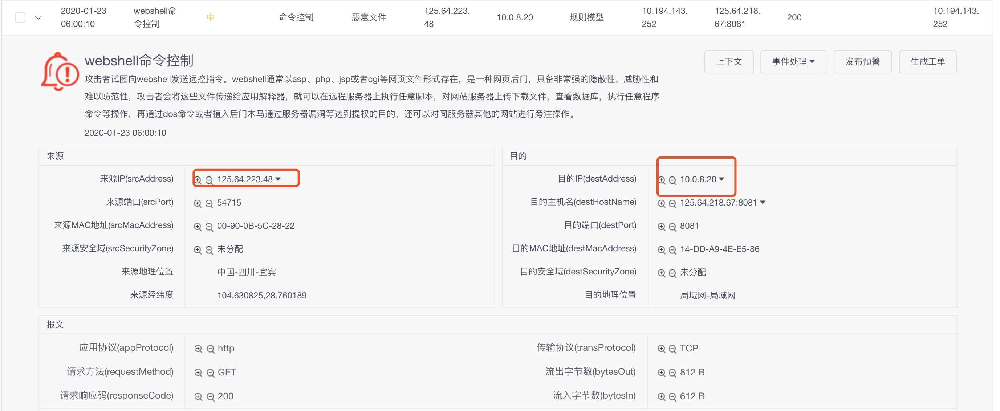 2020-01-23
06:00:10
webshell命
令控制
中
命令控制
恶意文件
125.64.223.
48
10.0.8.20
规则模型
10.194.143.
252
125.64.218.
67:8081
200
10.194.143.
252
webshell命令控制
上下文
事件处理
发布预警
生成工单
攻击者试图向webshell发送远控指令。webshell通常以asp、php、jsp或者cgi等网页文件形式存在，是一种网页后门，具备非常强的隐蔽性、威胁性和
难以防范性，攻击者会将这些文件传递给应用解释器，就可以在远程服务器上执行任意脚本，对网站服务器上传下载文件，查看数据库，执行任意程序
命令等操作，再通过dos命令或者植入后门木马通过服务器漏洞等达到提权的目的，还可以对同服务器其他的网站进行旁注操作。
2020-01-23 06:00:10
来源
来源IP(srcAddress) 125.64.223.48
来源端口(srcPort) 54715
来源MAC地址(srcMacAddress) 00-90-0B-5C-28-22
来源安全域(srcSecurityZone) 未分配
来源地理位置 中国-四川-宜宾
来源经纬度 104.630825,28.760189
目的
目的IP(destAddress) 10.0.8.20
目的主机名(destHostName) 125.64.218.67:8081
目的端口(destPort) 8081
目的MAC地址(destMacAddress) 14-DD-A9-4E-E5-86
目的安全域(destSecurityZone) 未分配
目的地理位置 局域网-局域网
报文
应用协议(appProtocol) http
传输协议(transProtocol) TCP
请求方法(requestMethod) GET
流出字节数(bytesOut) 812 B
请求响应码(responseCode) 200
流入字节数(bytesIn) 612 B